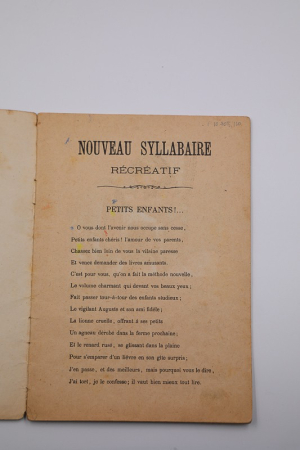 NOUVEAU SYLLABAIRE
RÉCRÉATIF
PETITS ENFANTS!...
O vous dont l'avenir nous occupe sans cesse,
Petits enfants chéris! l'amour de vos parents,
Chassez bien loin de vous la vilaine paresse
Et venez demander des livres amusants.
C'est pour vous, qu'on a fait la méthode nouvelle,
Le volume charmant qui devant vos beaux yeux;
Fait passer tour-à-tour des enfants studieux;
Le vigilant Auguste et son ami fidèle;
La lionne cruelle, offrant à ses petits
Un agneau dérobé dans la ferme prochaine;
Et le renard rusé, se glissant dans la plaine
Pour s'emparer d'un lièvre en son gîte surpris;
J'en passe, et des meilleurs, mais pourquoi vous le dire,
J'ai tort, je le confesse; il vaut bien mieux tout lire.